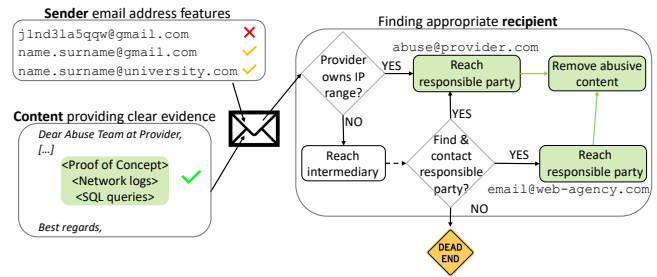 Sender email address features
j1nd3la5qqw@gmail.com
name.surname@gmail.com
name.surname@university.com
Content providing clear evidence
Dear Abuse Team at Provider,
[...]
<Proof of Concept>
<Network logs>
<SQL queries>
Best regards,
Finding appropriate recipient
abuse@provider.com
Provider
owns IP
range?
YES
Reach
responsible party
Remove abusive
content
NO
YES
Reach
intermediary
Find &
contact
responsible
party?
YES
Reach
responsible party
email@web-agency.com
NO
DEAD
END